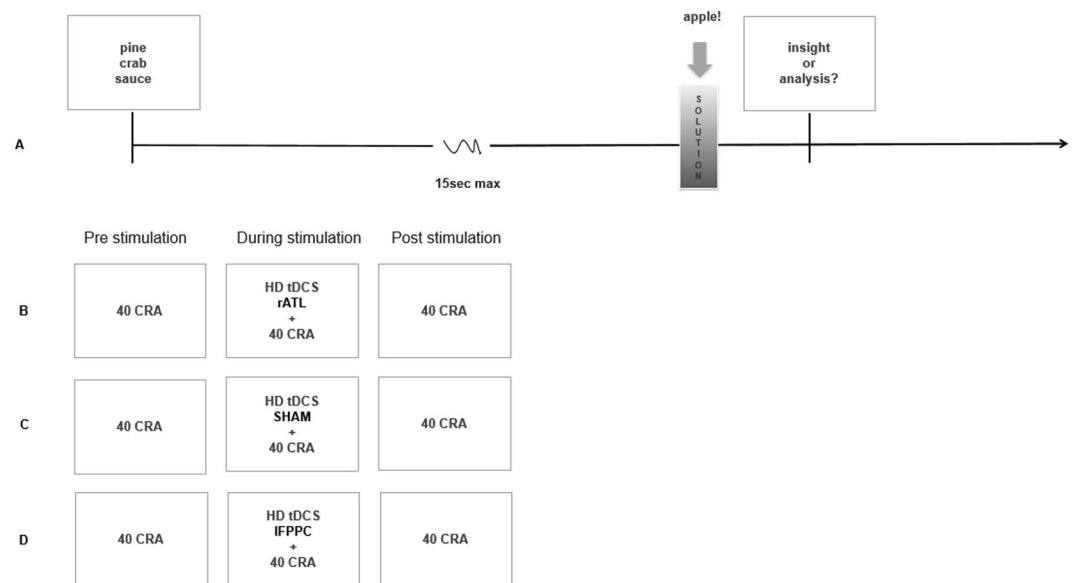 apple!
pine
crab
sauce
insight
or
analysis?
SOLUTION
A
15sec max
Pre stimulation
During stimulation
Post stimulation
B
40 CRA
HD tDCS
rATL
+
40 CRA
40 CRA
C
40 CRA
HD tDCS
SHAM
+
40 CRA
40 CRA
D
40 CRA
HD tDCS
lFPPC
+
40 CRA
40 CRA